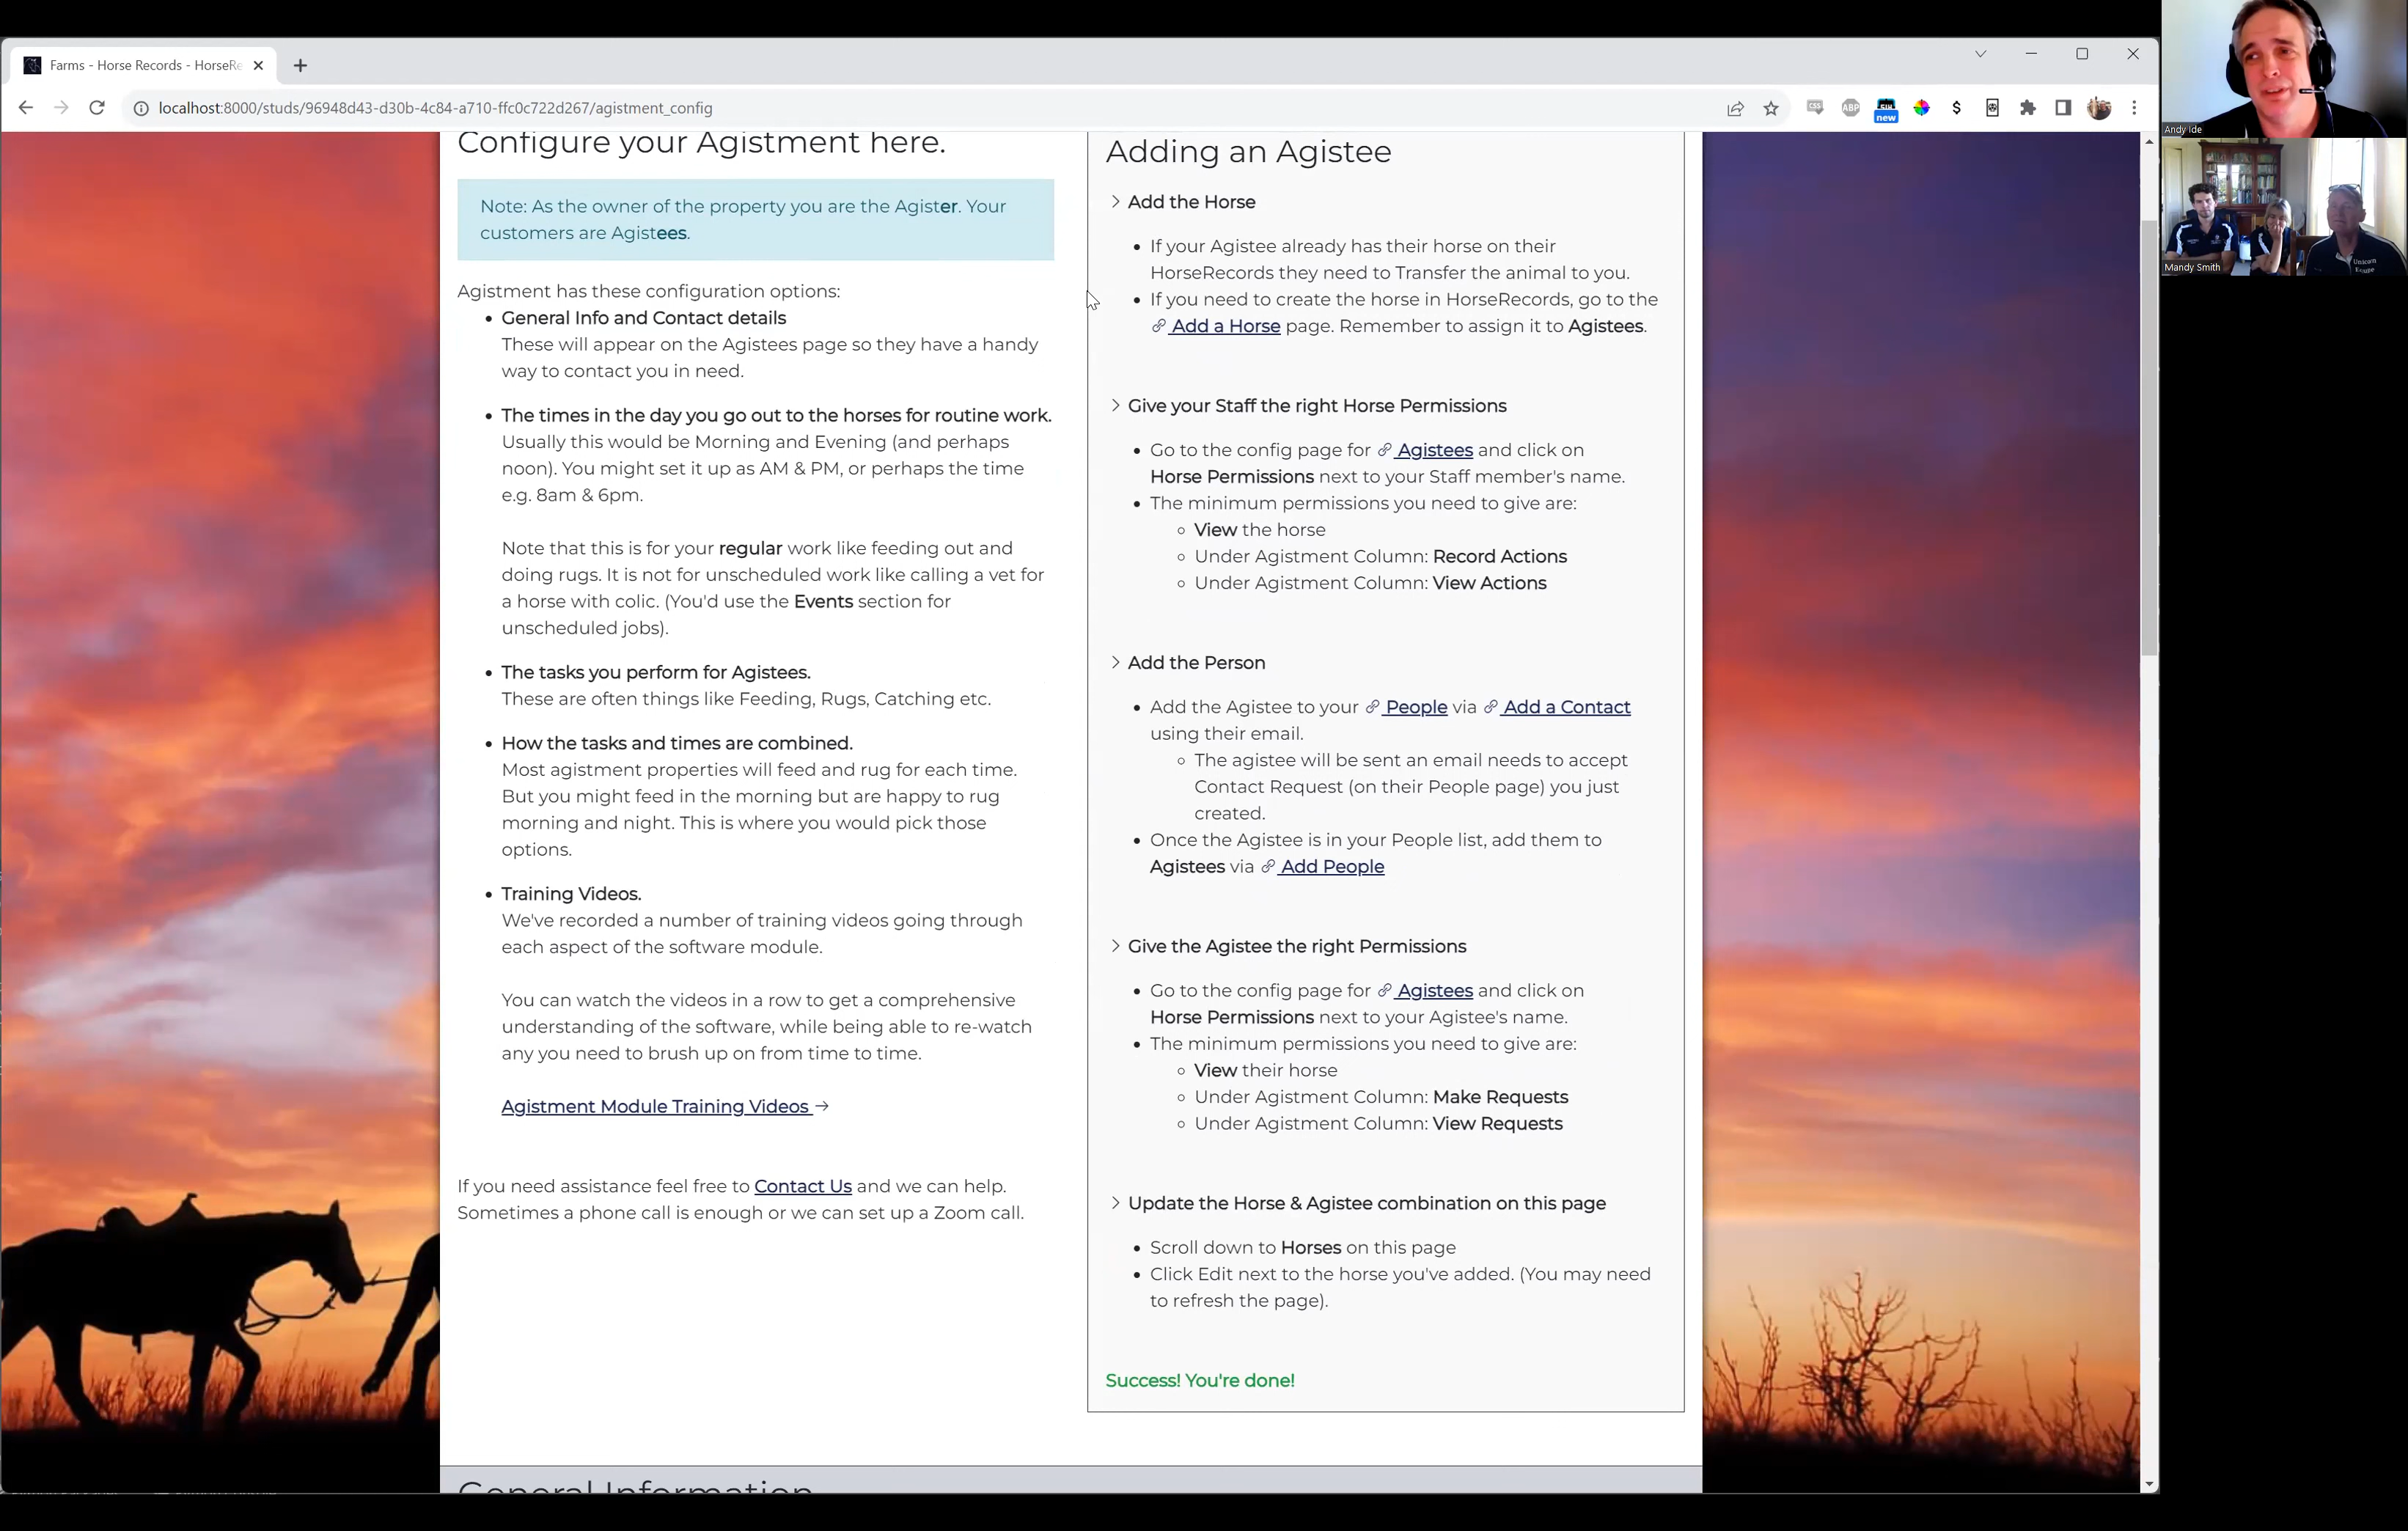 Farms - Horse Records - HorseRe
localhost:8000/studs/96948d43-d30b-4c84-a710-ffc0c722d267/agistment_config
CSS
ABP
new
$
Andy Ide
Mandy Smith
Unicorn
Configure your Agistment here.
Note: As the owner of the property you are the Agister. Your
customers are Agistees.
Agistment has these configuration options:
• General Info and Contact details
These will appear on the Agistees page so they have a handy
way to contact you in need.
• The times in the day you go out to the horses for routine work.
Usually this would be Morning and Evening (and perhaps
noon). You might set it up as AM & PM, or perhaps the time
e.g. 8am & 6pm.
Note that this is for your regular work like feeding out and
doing rugs. It is not for unscheduled work like calling a vet for
a horse with colic. (You'd use the Events section for
unscheduled jobs).
• The tasks you perform for Agistees.
These are often things like Feeding, Rugs, Catching etc.
• How the tasks and times are combined.
Most agistment properties will feed and rug for each time.
But you might feed in the morning but are happy to rug
morning and night. This is where you would pick those
options.
• Training Videos.
We've recorded a number of training videos going through
each aspect of the software module.
You can watch the videos in a row to get a comprehensive
understanding of the software, while being able to re-watch
any you need to brush up on from time to time.
Agistment Module Training Videos →
If you need assistance feel free to Contact Us and we can help.
Sometimes a phone call is enough or we can set up a Zoom call.
Adding an Agistee
> Add the Horse
• If your Agistee already has their horse on their
HorseRecords they need to Transfer the animal to you.
• If you need to create the horse in HorseRecords, go to the
Add a Horse page. Remember to assign it to Agistees.
> Give your Staff the right Horse Permissions
• Go to the config page for Agistees and click on
Horse Permissions next to your Staff member's name.
• The minimum permissions you need to give are:
○ View the horse
○ Under Agistment Column: Record Actions
○ Under Agistment Column: View Actions
> Add the Person
• Add the Agistee to your People via Add a Contact
using their email.
○ The agistee will be sent an email needs to accept
Contact Request (on their People page) you just
created.
• Once the Agistee is in your People list, add them to
Agistees via Add People
> Give the Agistee the right Permissions
• Go to the config page for Agistees and click on
Horse Permissions next to your Agistee's name.
• The minimum permissions you need to give are:
○ View their horse
○ Under Agistment Column: Make Requests
○ Under Agistment Column: View Requests
> Update the Horse & Agistee combination on this page
• Scroll down to Horses on this page
• Click Edit next to the horse you've added. (You may need
to refresh the page).
Success! You're done!
General Information